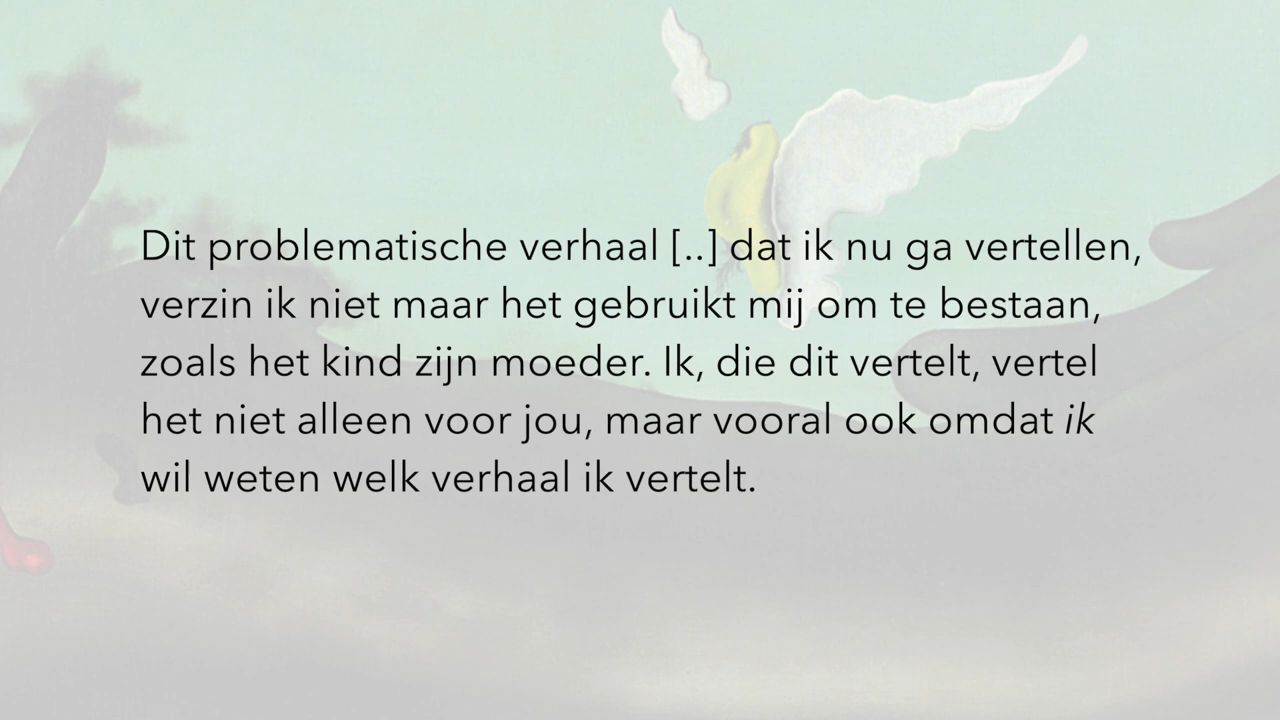 Dit problematische verhaal [..] dat ik nu ga vertellen,
verzin ik niet maar het gebruikt mij om te bestaan,
zoals het kind zijn moeder. Ik, die dit vertelt, vertel
het niet alleen voor jou, maar vooral ook omdat ik
wil weten welk verhaal ik vertelt.